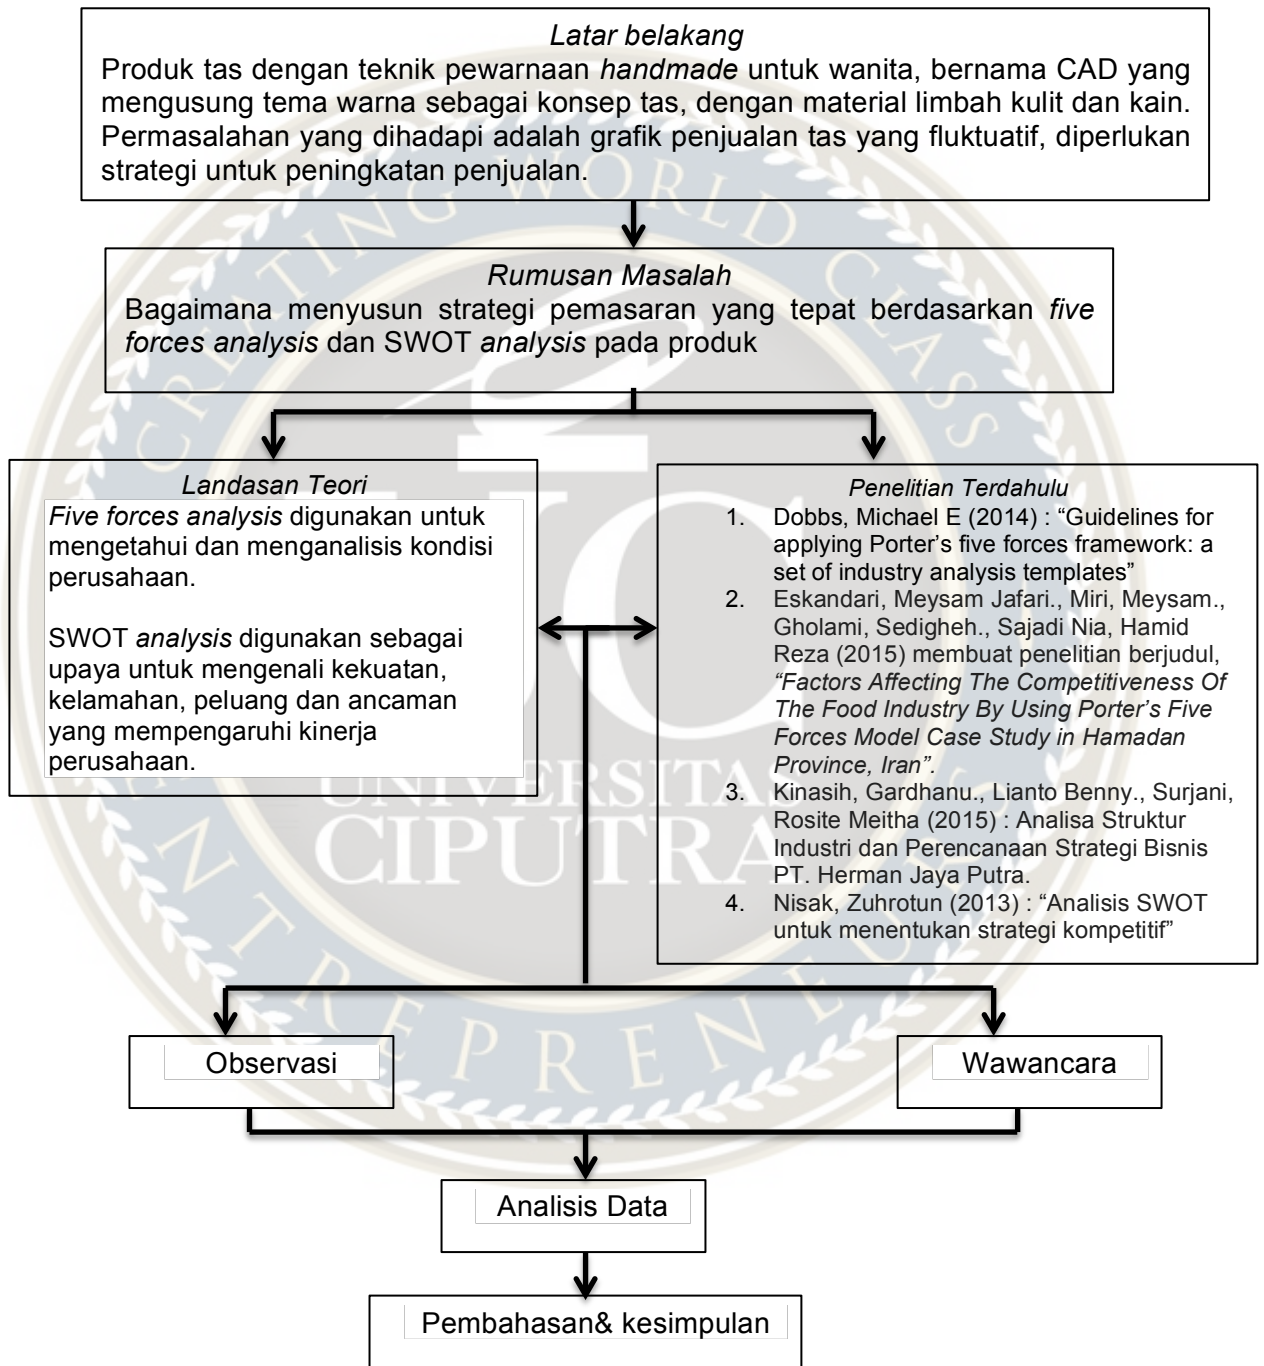 Latar belakang
Produk tas dengan teknik pewarnaan handmade untuk wanita, bernama CAD yang
mengusung tema warna sebagai konsep tas, dengan material limbah kulit dan kain.
Permasalahan yang dihadapi adalah grafik penjualan tas yang fluktuatif, diperlukan
strategi untuk peningkatan penjualan.
Rumusan Masalah
Bagaimana menyusun strategi pemasaran yang tepat berdasarkan five
forces analysis dan SWOT analysis pada produk
Landasan Teori
Five forces analysis digunakan untuk
mengetahui dan menganalisis kondisi
perusahaan.
SWOT analysis digunakan sebagai
upaya untuk mengenali kekuatan,
kelamahan, peluang dan ancaman
yang mempengaruhi kinerja
perusahaan.
Penelitian Terdahulu
1. Dobbs, Michael E (2014) : “Guidelines for
applying Porter’s five forces framework: a
set of industry analysis templates”
2. Eskandari, Meysam Jafari., Miri, Meysam.,
Gholami, Sedigheh., Sajadi Nia, Hamid
Reza (2015) membuat penelitian berjudul,
“Factors Affecting The Competitiveness Of
The Food Industry By Using Porter’s Five
Forces Model Case Study in Hamadan
Province, Iran”.
3. Kinasih, Gardhanu., Lianto Benny., Surjani,
Rosite Meitha (2015) : Analisa Struktur
Industri dan Perencanaan Strategi Bisnis
PT. Herman Jaya Putra.
4. Nisak, Zuhrotun (2013) : “Analisis SWOT
untuk menentukan strategi kompetitif”
Observasi
Wawancara
Analisis Data
Pembahasan& kesimpulan
CREATING WORLD CLASS
UC
UNIVERSITAS
CIPUTRA
ENTREPRENEURS